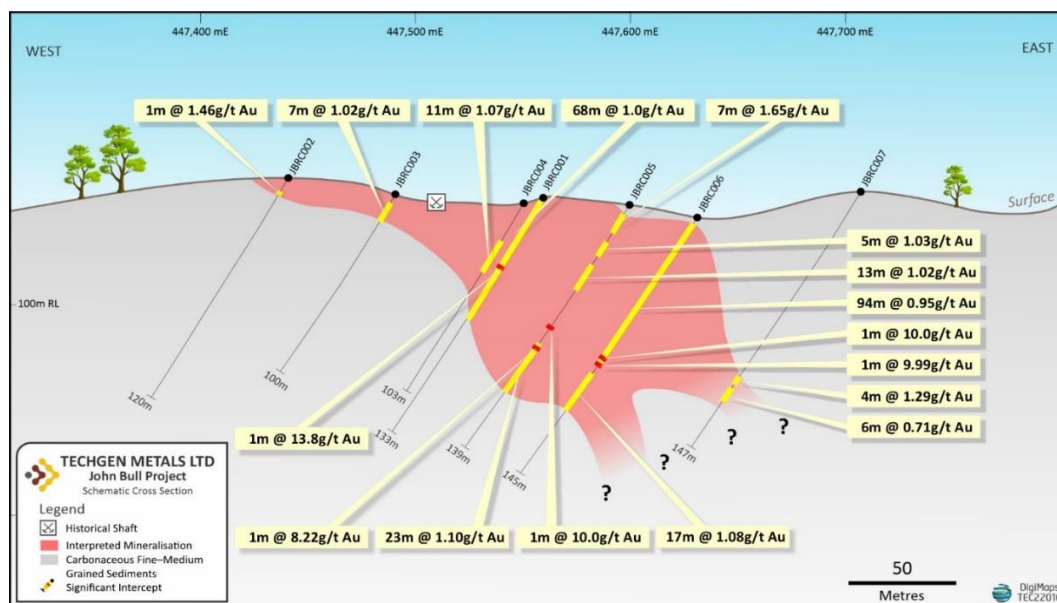 447,400 mE
447,500 mE
447,600 mE
447,700 mE
WEST
EAST
1m @ 1.46g/t Au
7m @ 1.02g/t Au
11m @ 1.07g/t Au
68m @ 1.0g/t Au
7m @ 1.65g/t Au
JBRC002
JBRC003
JBRC004
JBRC001
JBRC005
JBRC006
JBRC007
Surface
5m @ 1.03g/t Au
13m @ 1.02g/t Au
100m RL
94m @ 0.95g/t Au
1m @ 10.0g/t Au
1m @ 9.99g/t Au
4m @ 1.29g/t Au
6m @ 0.71g/t Au
120m
100m
103m
133m
139m
145m
147m
?
?
?
?
1m @ 13.8g/t Au
TECHGEN METALS LTD
John Bull Project
Schematic Cross Section
Legend
Historical Shaft
Interpreted Mineralisation
Carbonaceous Fine–Medium
Grained Sediments
Significant Intercept
1m @ 8.22g/t Au
23m @ 1.10g/t Au
1m @ 10.0g/t Au
17m @ 1.08g/t Au
50
Metres
DigiMaps